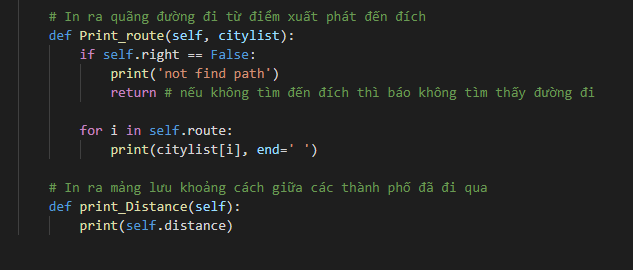 # In ra quãng đường đi từ điểm xuất phát đến đích
def Print_route(self, citylist):
if self.right == False:
print('not find path')
return # nếu không tìm đến đích thì báo không tìm thấy đường đi
for i in self.route:
print(citylist[i], end=' ')
# In ra mảng lưu khoảng cách giữa các thành phố đã đi qua
def print_Distance(self):
print(self.distance)